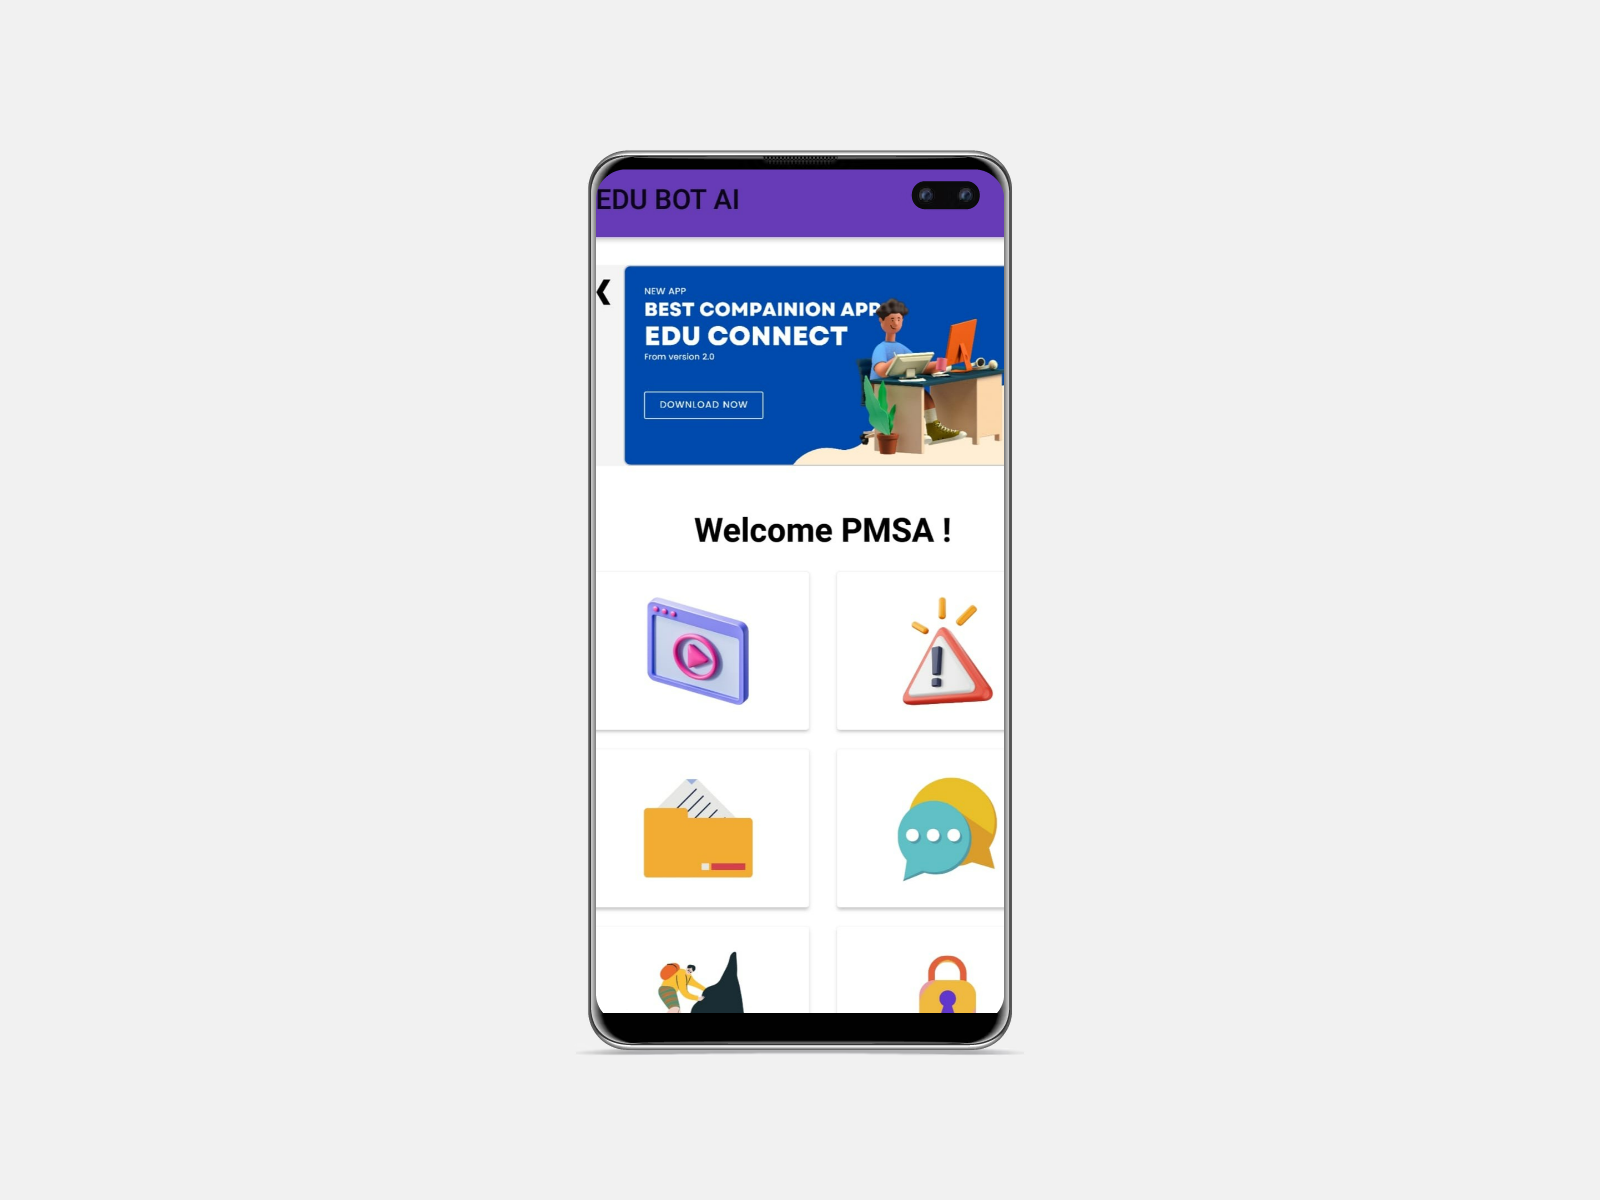 EDU BOT AI
NEW APP
BEST COMPAINION APP
EDU CONNECT
From version 2.0
DOWNLOAD NOW
Welcome PMSA !